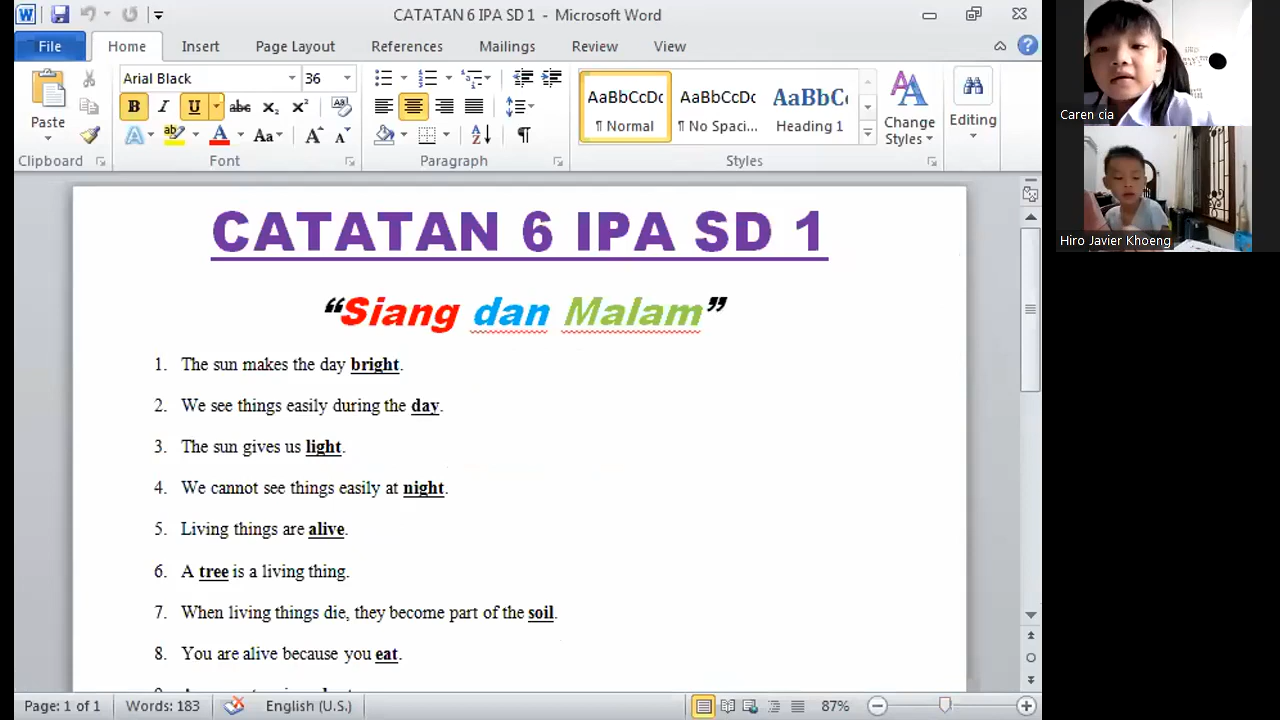 CATATAN 6 IPA SD 1 - Microsoft Word
File Home Insert Page Layout References Mailings Review View
Paste
Clipboard
Arial Black 36
B I U abc X₂ X²
Aa A A
Font
Paragraph
AaBbCcDc AaBbCcDc AaBbC
¶ Normal ¶ No Spaci... Heading 1
Styles
Change Styles
Editing
CATATAN 6 IPA SD 1
“Siang dan Malam”
1. The sun makes the day bright.
2. We see things easily during the day.
3. The sun gives us light.
4. We cannot see things easily at night.
5. Living things are alive.
6. A tree is a living thing.
7. When living things die, they become part of the soil.
8. You are alive because you eat.
Page: 1 of 1 Words: 183 English (U.S.) 87%
Caren cia
Hiro Javier Khoeng